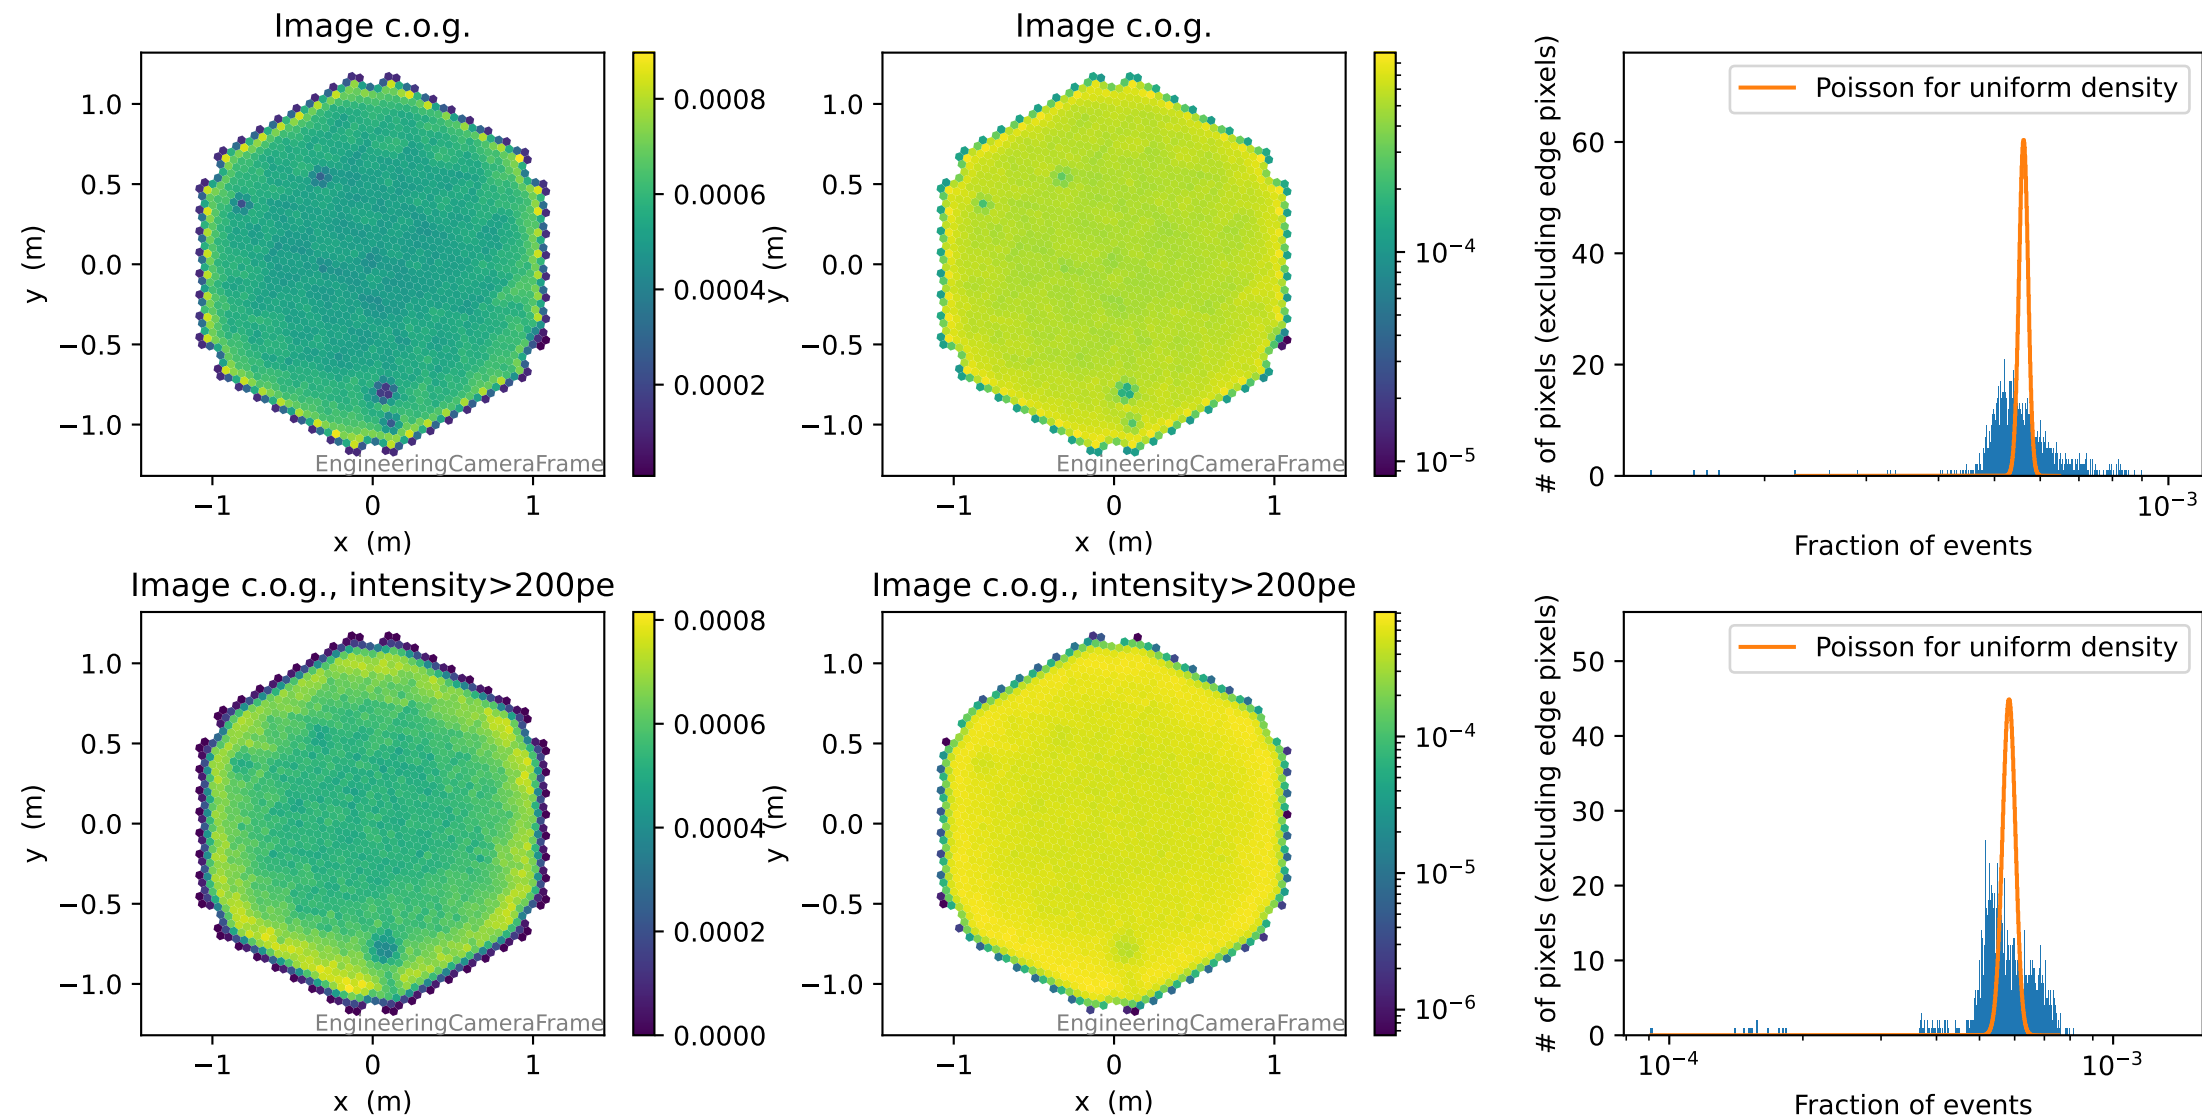 Image c.o.g.
1.0
0.5
0.0
−0.5
−1.0
y (m)
−1
0
1
x (m)
EngineeringCameraFrame
0.0008
0.0006
0.0004
0.0002
Image c.o.g.
1.0
0.5
0.0
−0.5
−1.0
y (m)
−1
0
1
x (m)
EngineeringCameraFrame
10⁻⁴
10⁻⁵
Poisson for uniform density
60
40
20
0
# of pixels (excluding edge pixels)
10⁻³
Fraction of events
Image c.o.g., intensity>200pe
1.0
0.5
0.0
−0.5
−1.0
y (m)
−1
0
1
x (m)
EngineeringCameraFrame
0.0008
0.0006
0.0004
0.0002
0.0000
Image c.o.g., intensity>200pe
1.0
0.5
0.0
−0.5
−1.0
y (m)
−1
0
1
x (m)
EngineeringCameraFrame
10⁻⁴
10⁻⁵
10⁻⁶
Poisson for uniform density
50
40
30
20
10
0
# of pixels (excluding edge pixels)
10⁻⁴
10⁻³
Fraction of events